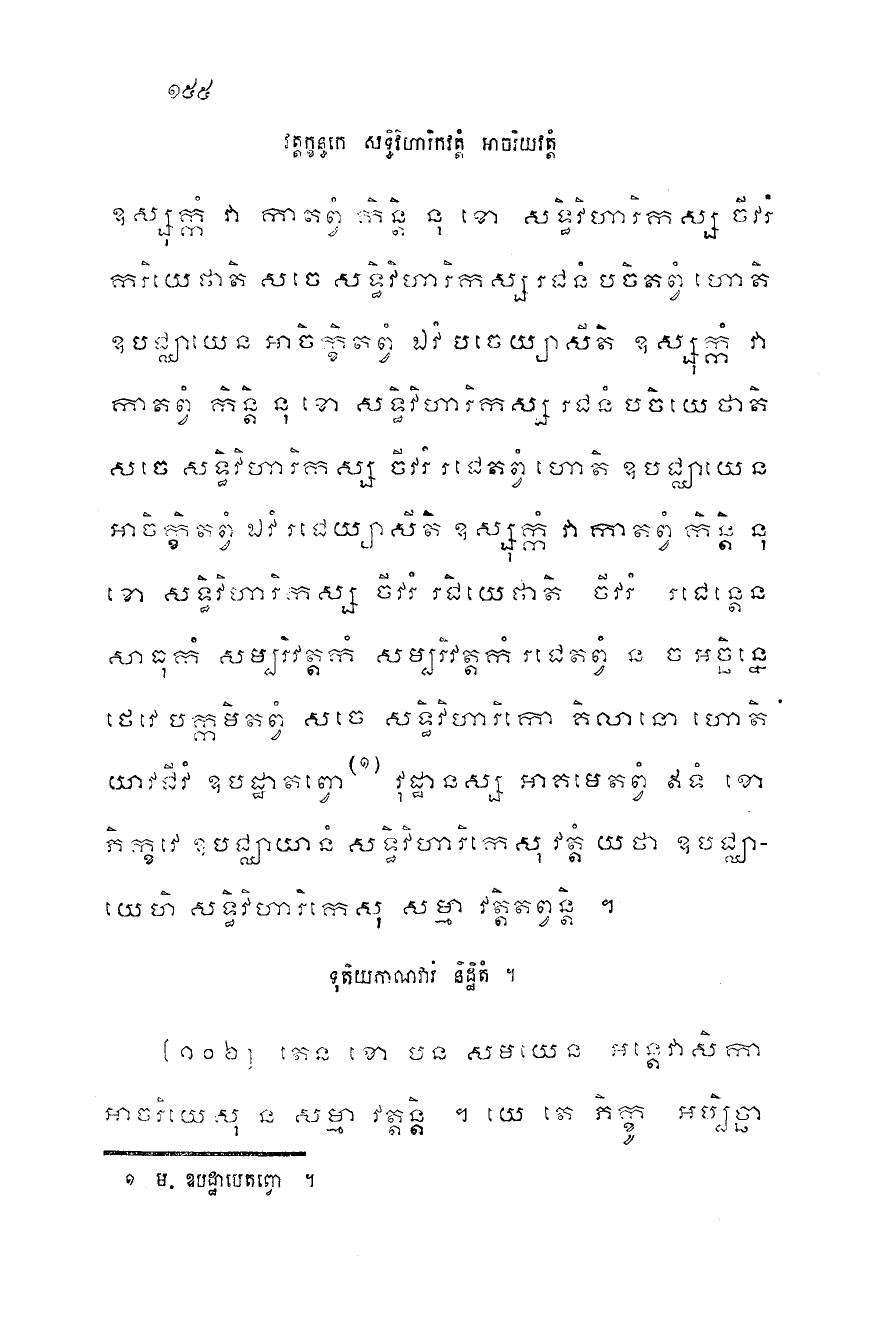 ១៥៤
វត្តក្ខន្ធកេ សទ្ធិវិហារិកវត្តំ អាចរិយវត្តំ
ឧស្សុក្កំ វា កាតព្វំ កិន្តិ នុ ខោ សទ្ធិវិហារិកស្ស ចីវរំ
ករិយេថាតិ សចេ សទ្ធិវិហារិកស្ស រជនំ បចិតព្វំ ហោតិ
ឧបជ្ឈាយេន អាចិក្ខិតព្វំ ឯវំ បចេយ្យាសីតិ ឧស្សុក្កំ វា
កាតព្វំ កិន្តិ នុ ខោ សទ្ធិវិហារិកស្ស រជនំ បចិយេថាតិ
សចេ សទ្ធិវិហារិកស្ស ចីវរំ រជេតព្វំ ហោតិ ឧបជ្ឈាយេន
អាចិក្ខិតព្វំ ឯវំ រជេយ្យាសីតិ ឧស្សុក្កំ វា កាតព្វំ កិន្តិ នុ
ខោ សទ្ធិវិហារិកស្ស ចីវរំ រជិយេថាតិ ចីវរំ រជេន្តេន
សាធុកំ សម្បរិវត្តកំ សម្បរិវត្តកំ រជេតព្វំ ន ច អច្ឆិន្នេ
ថេវេ បក្កមិតព្វំ សចេ សទ្ធិវិហារិកោ គិលានោ ហោតិ
យាវជីវំ ឧបដ្ឋាតព្វោ(១) វុដ្ឋានស្ស អាគមេតព្វំ ឥទំ ខោ
ភិក្ខវេ ឧបជ្ឈាយានំ សទ្ធិវិហារិកេសុ វត្តំ យថា ឧបជ្ឈា-
យេហិ សទ្ធិវិហារិកេសុ សម្មា វត្តិតព្វន្តិ ។
ទុតិយភាណវារំ និដ្ឋិតំ ។
[១០៦] តេន ខោ បន សមយេន អន្តេវាសិកា
អាចរិយេសុ ន សម្មា វត្តន្តិ ។ យេ តេ ភិក្ខូ អប្បិច្ឆា
១ ម. ឧបដ្ឋាបេតព្វោ ។